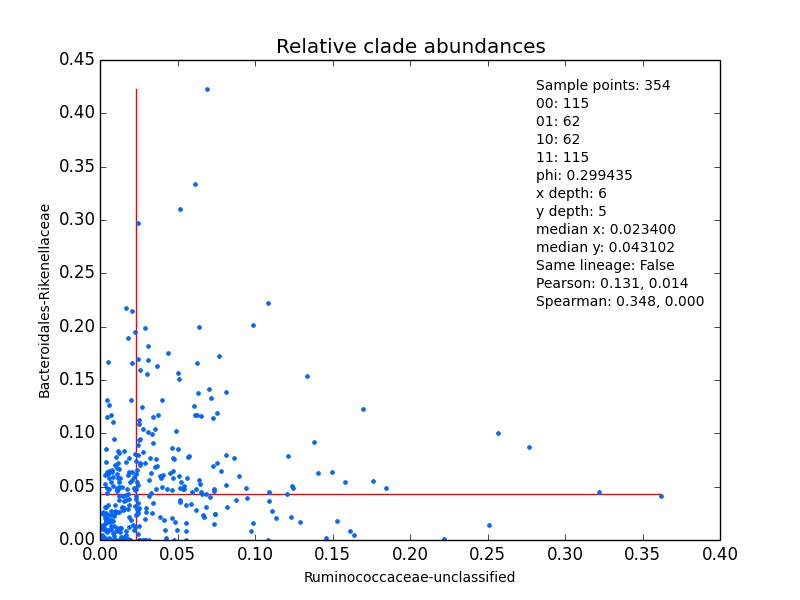 Relative clade abundances
0.45
0.40
0.35
0.30
0.25
0.20
0.15
0.10
0.05
0.00
Bacteroidales-Rikenellaceae
Sample points: 354
00: 115
01: 62
10: 62
11: 115
phi: 0.299435
x depth: 6
y depth: 5
median x: 0.023400
median y: 0.043102
Same lineage: False
Pearson: 0.131, 0.014
Spearman: 0.348, 0.000
0.00 0.05 0.10 0.15 0.20 0.25 0.30 0.35 0.40
Ruminococcaceae-unclassified